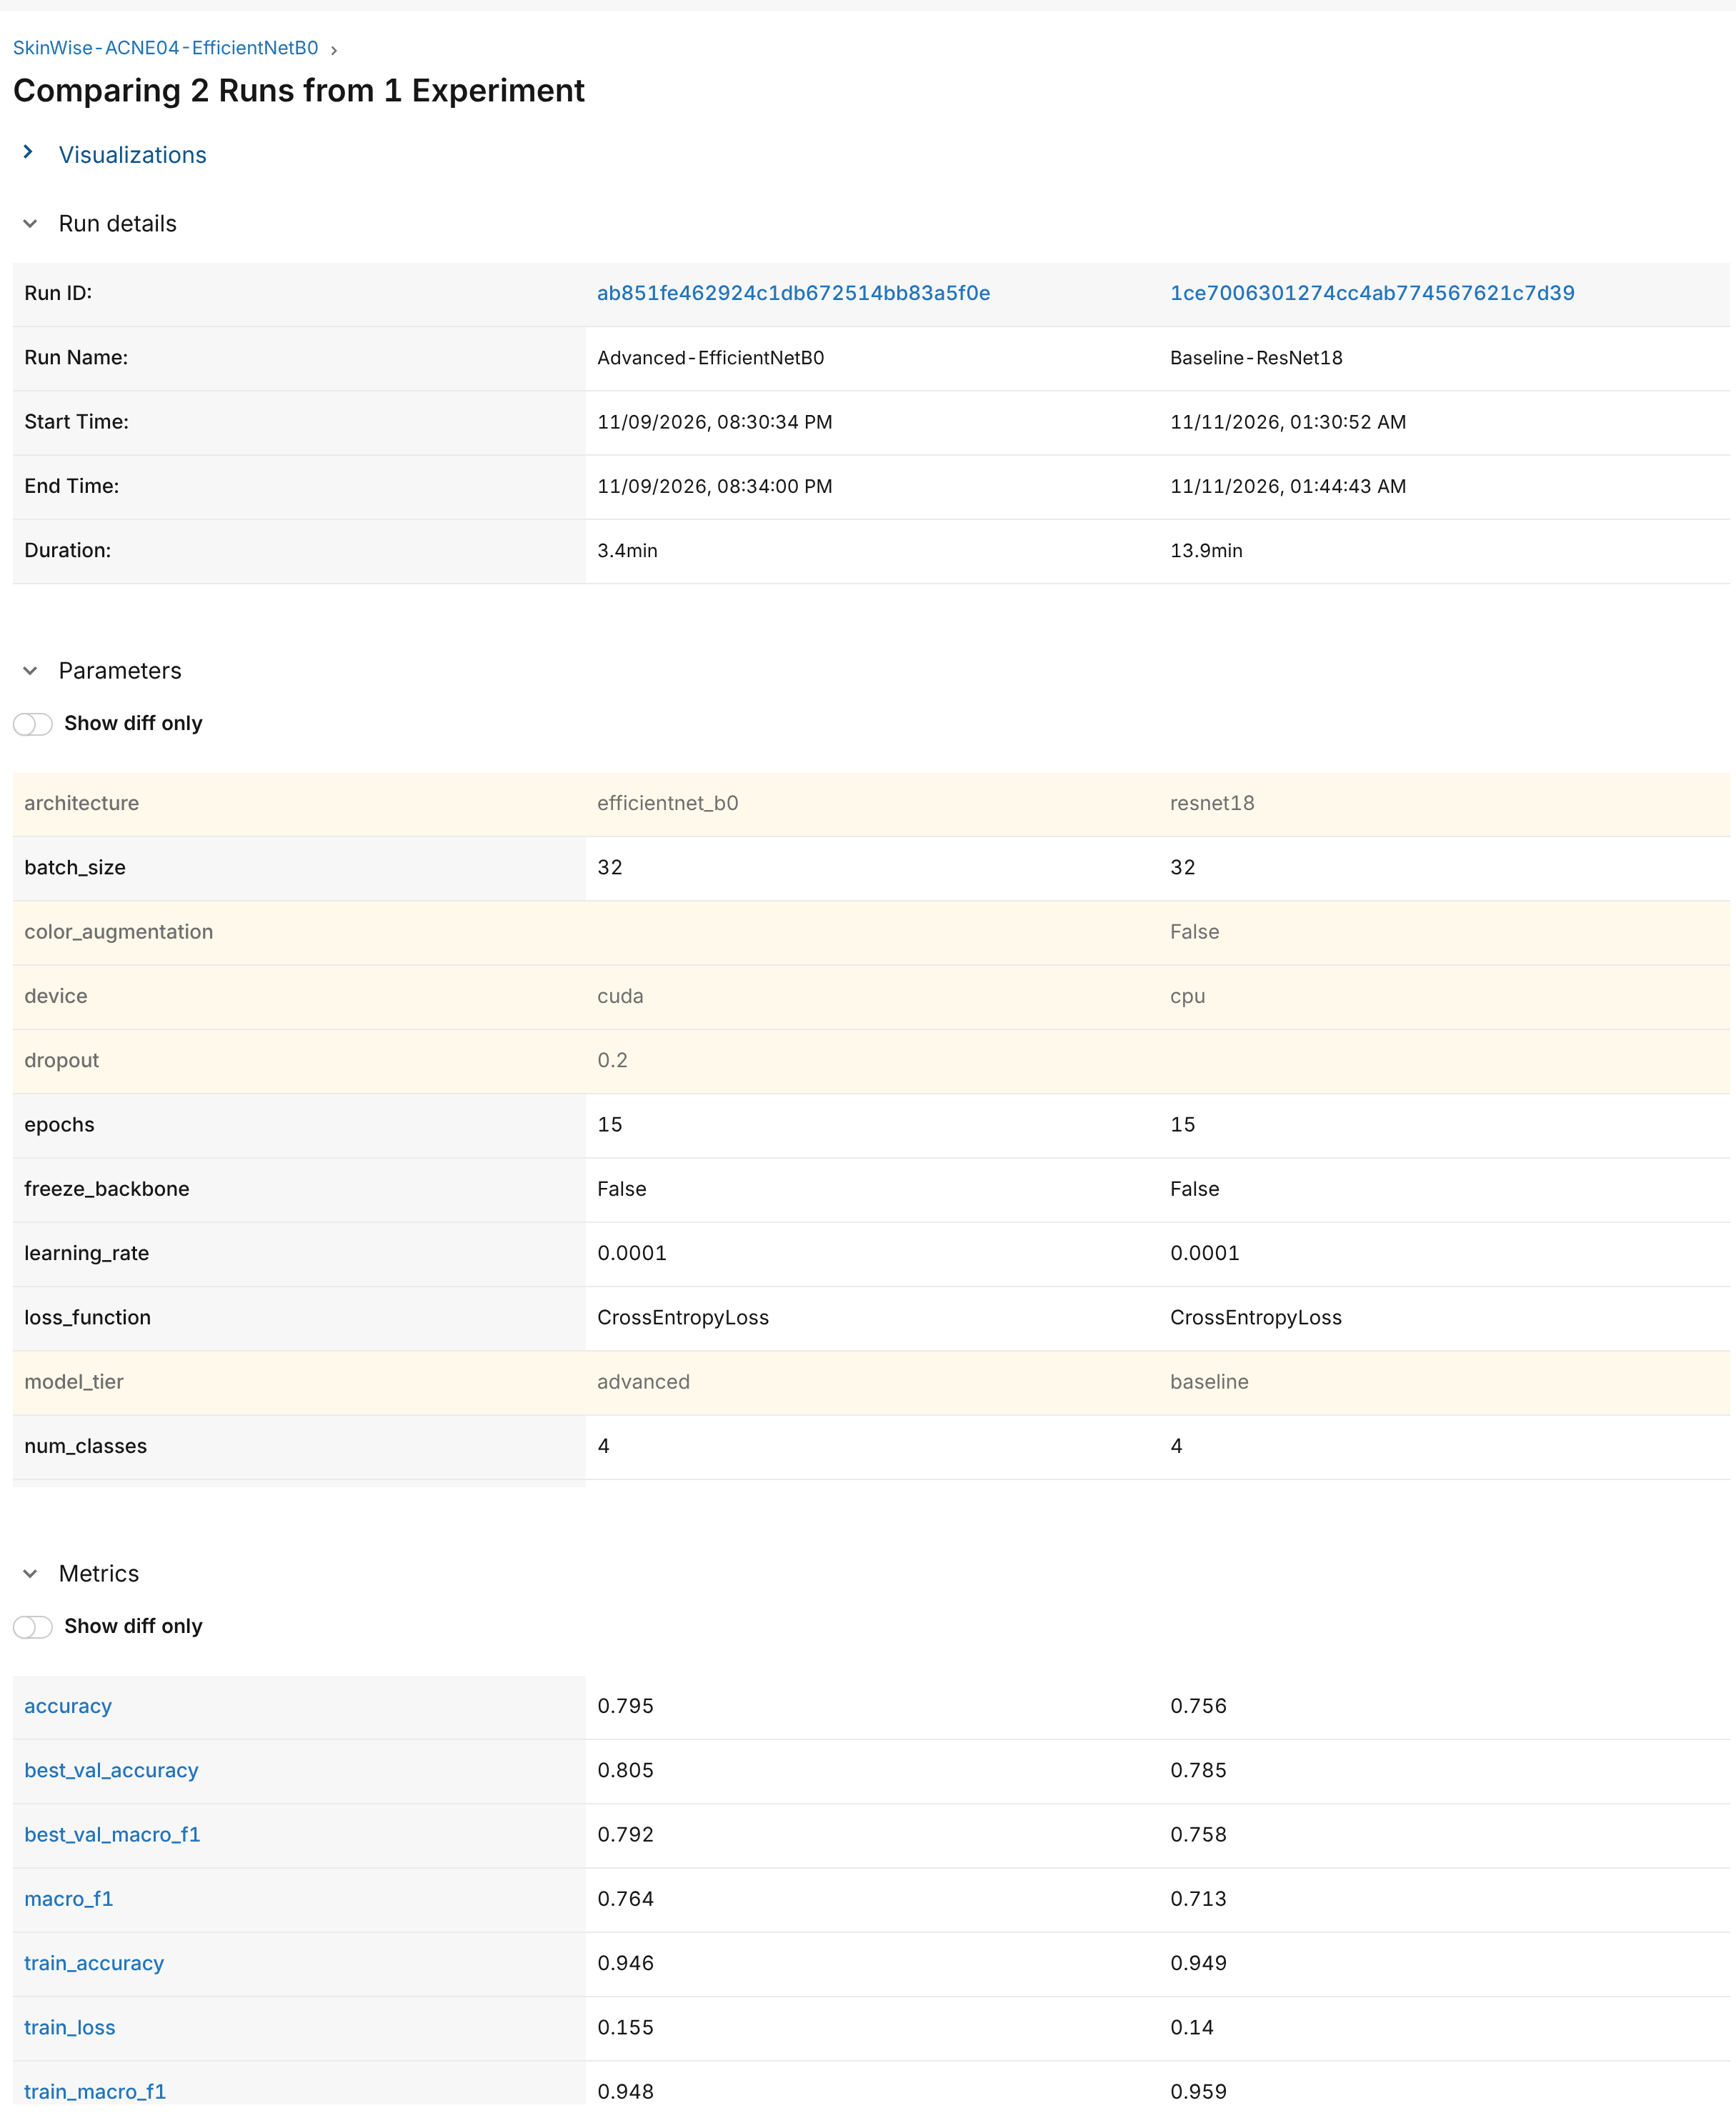 SkinWise-ACNE04-EfficientNetB0 ›
Comparing 2 Runs from 1 Experiment
Visualizations
Run details
Run ID: ab851fe462924c1db672514bb83a5f0e 1ce7006301274cc4ab774567621c7d39
Run Name: Advanced-EfficientNetB0 Baseline-ResNet18
Start Time: 11/09/2026, 08:30:34 PM 11/11/2026, 01:30:52 AM
End Time: 11/09/2026, 08:34:00 PM 11/11/2026, 01:44:43 AM
Duration: 3.4min 13.9min
Parameters
Show diff only
architecture efficientnet_b0 resnet18
batch_size 32 32
color_augmentation False
device cuda cpu
dropout 0.2
epochs 15 15
freeze_backbone False False
learning_rate 0.0001 0.0001
loss_function CrossEntropyLoss CrossEntropyLoss
model_tier advanced baseline
num_classes 4 4
Metrics
Show diff only
accuracy 0.795 0.756
best_val_accuracy 0.805 0.785
best_val_macro_f1 0.792 0.758
macro_f1 0.764 0.713
train_accuracy 0.946 0.949
train_loss 0.155 0.14
train_macro_f1 0.948 0.959